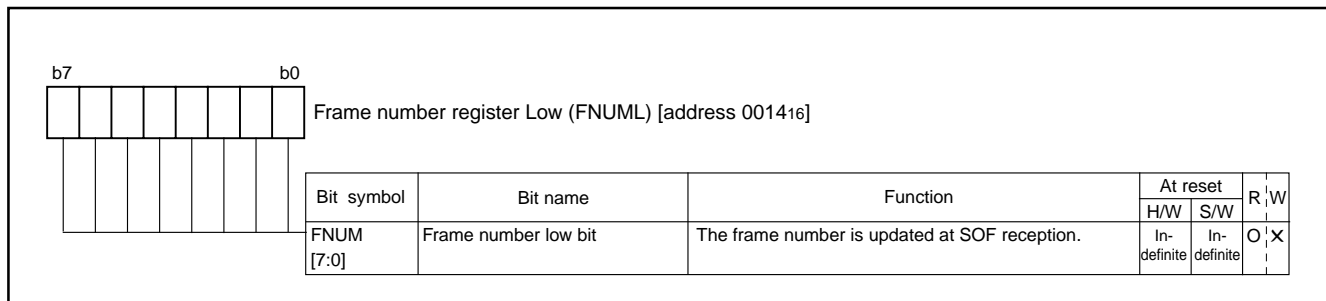 b7 b0
Frame number register Low (FNUML) [address 001416]
Bit symbol Bit name Function At reset R W
H/W S/W
FNUM Frame number low bit The frame number is updated at SOF reception. In- In- O X
[7:0] definite definite